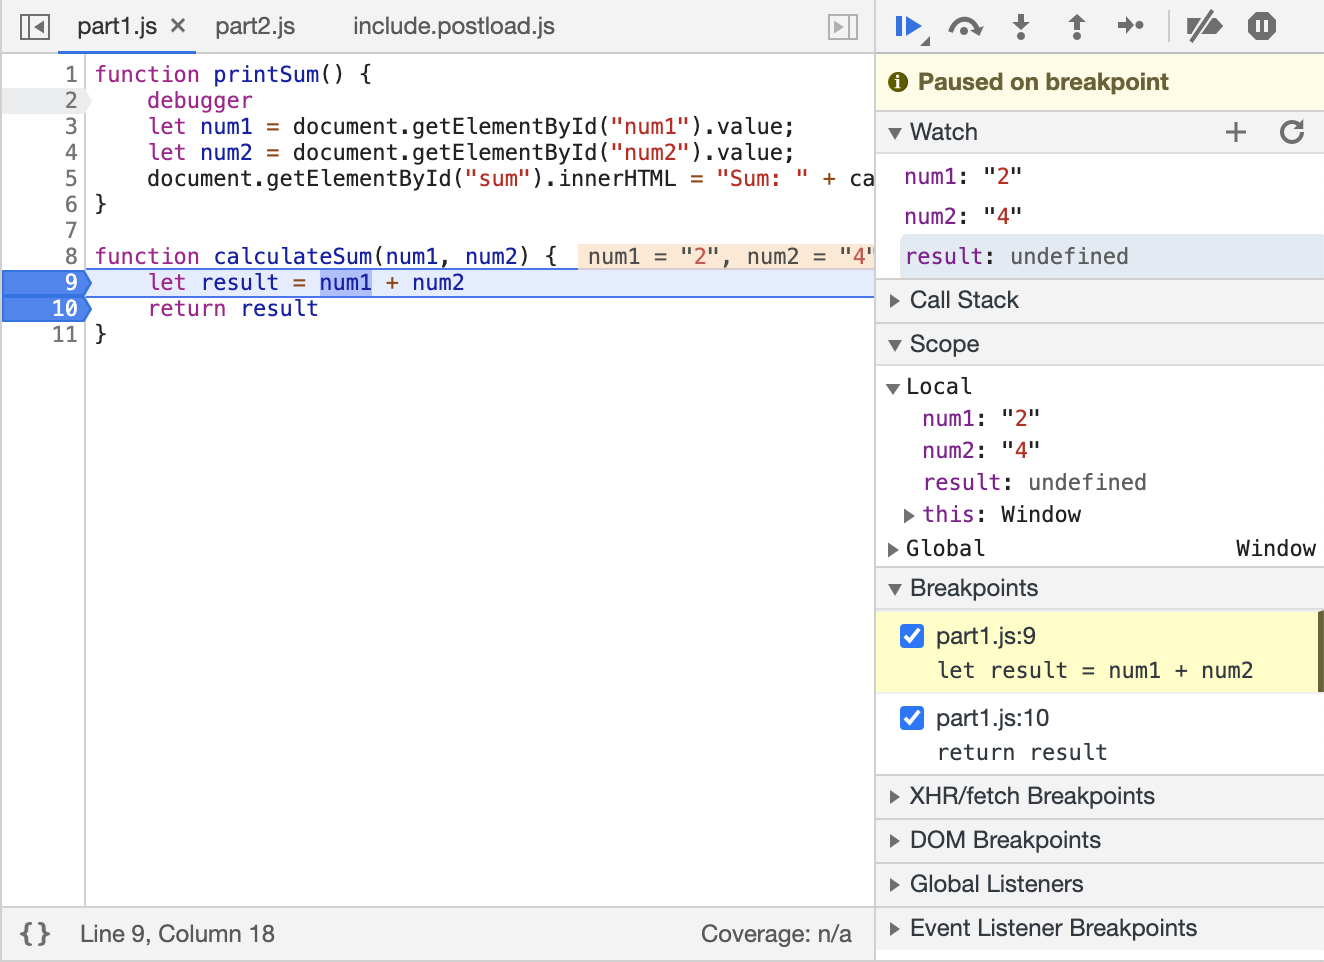 part1.js × part2.js include.postload.js
1 function printSum() {
2 debugger
3 let num1 = document.getElementById("num1").value;
4 let num2 = document.getElementById("num2").value;
5 document.getElementById("sum").innerHTML = "Sum: " + ca
6 }
7
8 function calculateSum(num1, num2) { num1 = "2", num2 = "4"
9 let result = num1 + num2
10 return result
11 }
{} Line 9, Column 18 Coverage: n/a
Paused on breakpoint
Watch
num1: "2"
num2: "4"
result: undefined
Call Stack
Scope
Local
num1: "2"
num2: "4"
result: undefined
this: Window
Global Window
Breakpoints
part1.js:9
let result = num1 + num2
part1.js:10
return result
XHR/fetch Breakpoints
DOM Breakpoints
Global Listeners
Event Listener Breakpoints